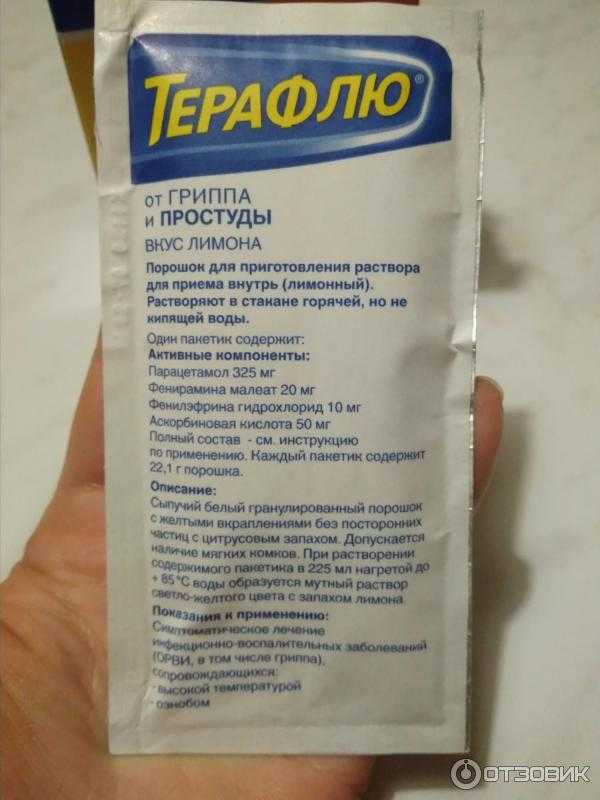 ТЕРАФЛЮ®
от ГРИППА
и ПРОСТУДЫ
ВКУС ЛИМОНА
Порошок для приготовления раствора
для приема внутрь (лимонный).
Растворяют в стакане горячей, но не
кипящей воды.
Один пакетик содержит:
Активные компоненты:
Парацетамол 325 мг
Фенирамина малеат 20 мг
Фенилэфрина гидрохлорид 10 мг
Аскорбиновая кислота 50 мг
Полный состав - см. инструкцию
по применению. Каждый пакетик содержит
22,1 г порошка.
Описание:
Сыпучий белый гранулированный порошок
с желтыми вкраплениями без посторонних
частиц с цитрусовым запахом. Допускается
наличие мягких комков. При растворении
содержимого пакетика в 225 мл нагретой до
+ 85°C воды образуется мутный раствор
светло-желтого цвета с запахом лимона.
Показания к применению:
Симптоматическое лечение
инфекционно-воспалительных заболеваний
(ОРВИ, в том числе гриппа),
сопровождающихся:
- высокой температурой
- ознобом
ОТЗОВИК